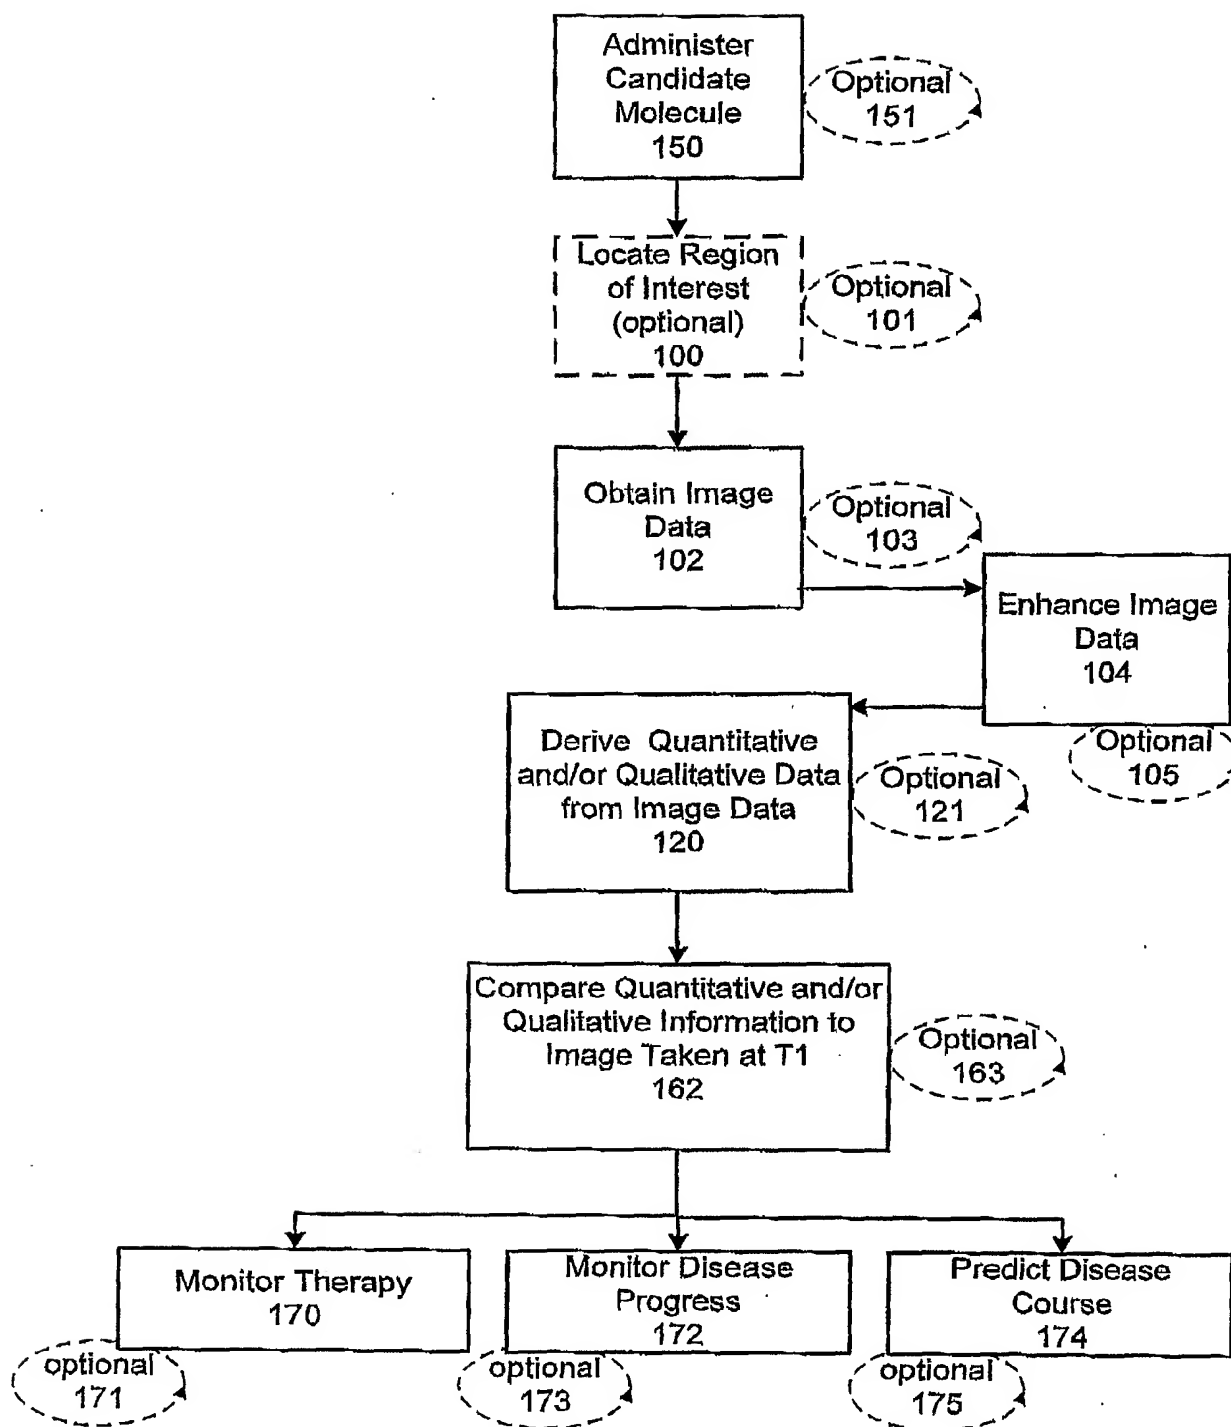 Administer
Candidate
Molecule
150
Optional
151
Locate Region
of Interest
(optional)
100
Optional
101
Obtain Image
Data
102
Optional
103
Enhance Image
Data
104
Optional
105
Derive Quantitative
and/or Qualitative Data
from Image Data
120
Optional
121
Compare Quantitative and/or
Qualitative Information to
Image Taken at T1
162
Optional
163
Monitor Therapy
170
optional
171
Monitor Disease
Progress
172
optional
173
Predict Disease
Course
174
optional
175